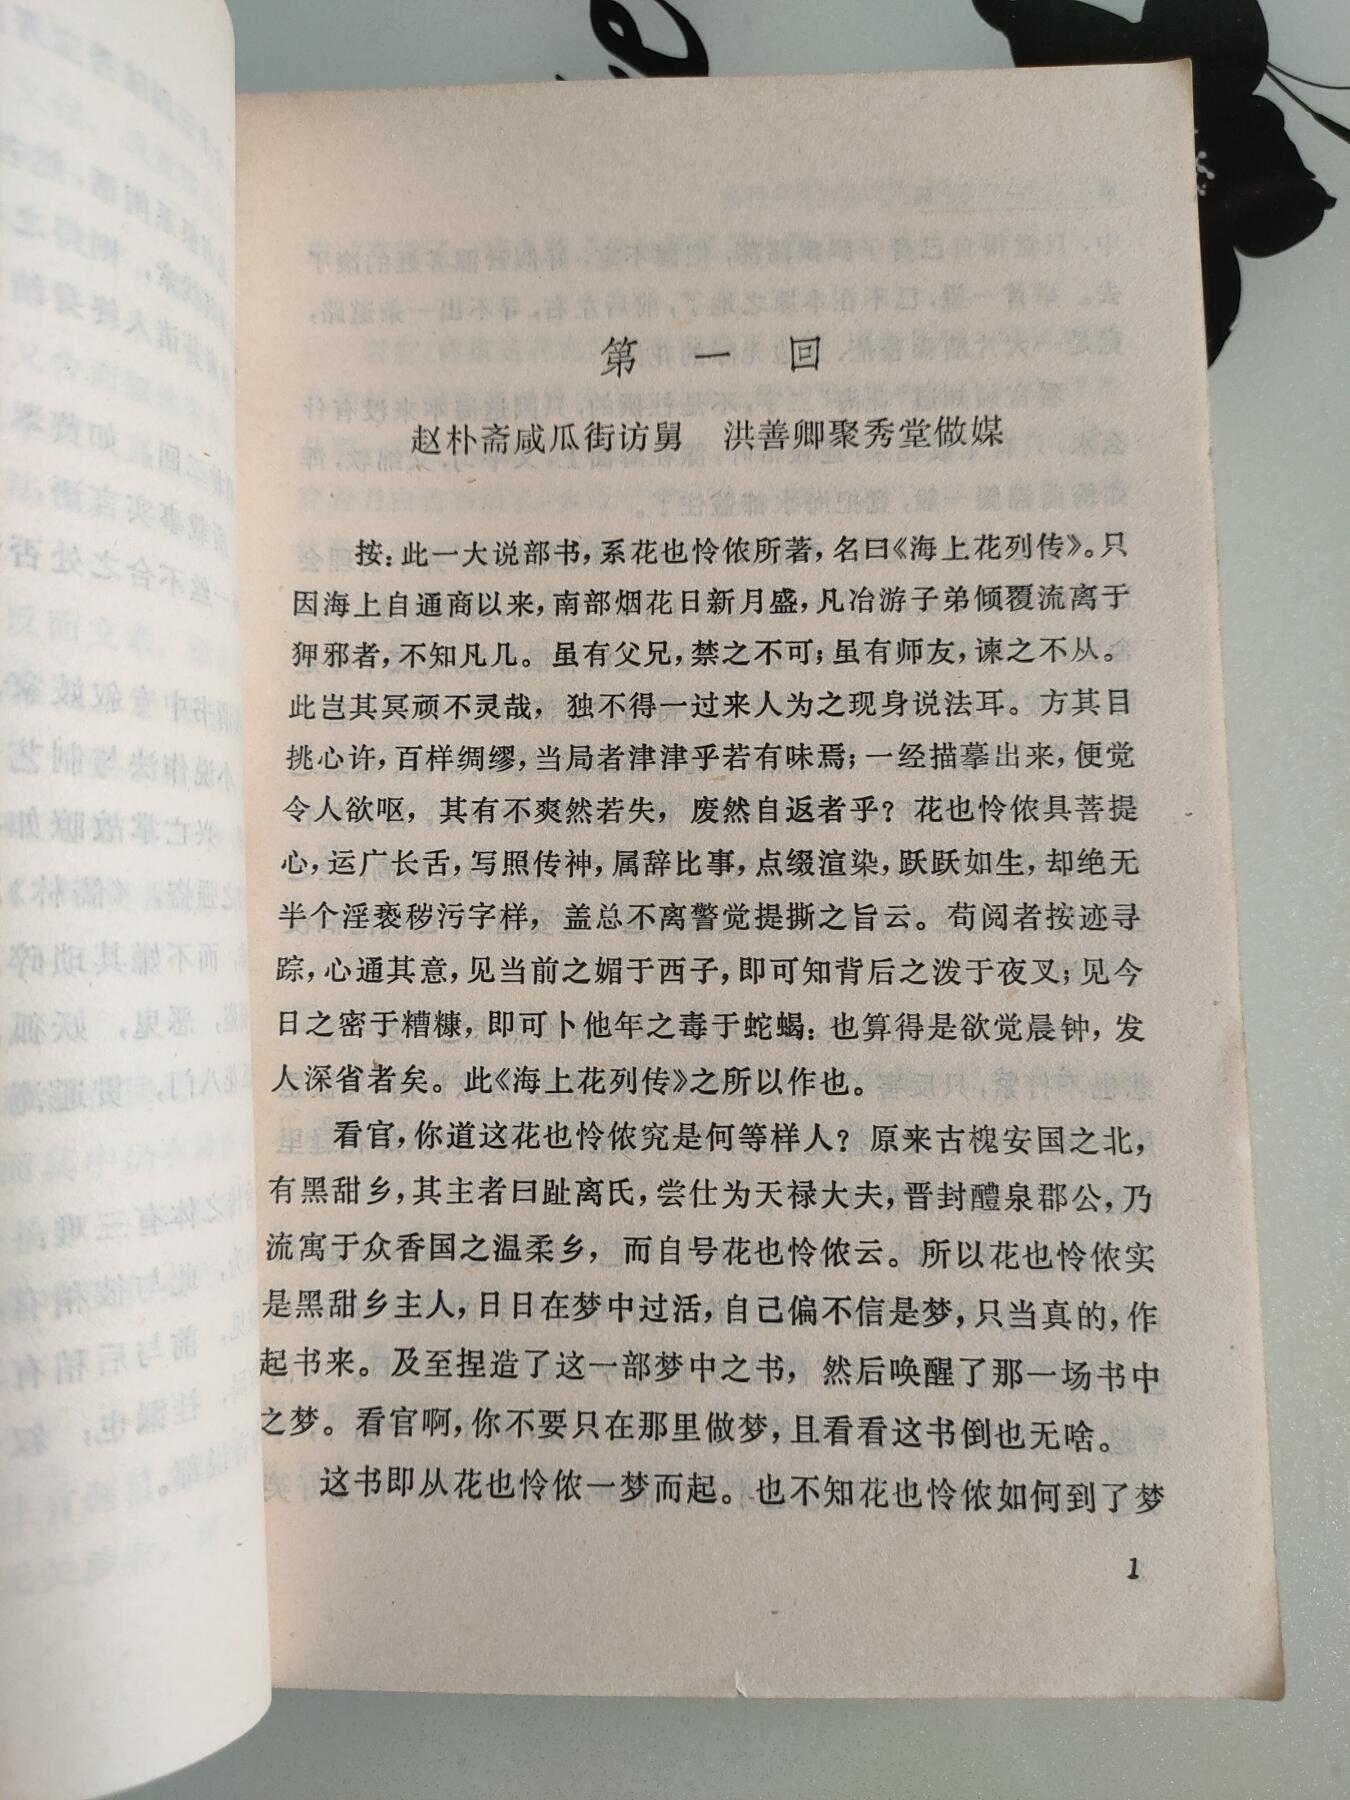 第一回
赵朴斋咸瓜街访舅 洪善卿聚秀堂做媒
按：此一大说部书，系花也怜侬所著，名曰《海上花列传》。只
因海上自通商以来，南部烟花日新月盛，凡冶游子弟倾覆流离于
狎邪者，不知凡几。虽有父兄，禁之不可；虽有师友，谏之不从。
此岂其冥顽不灵哉，独不得一过来人为之现身说法耳。方其目
挑心许，百样绸缪，当局者津津乎若有味焉；一经描摹出来，便觉
令人欲呕，其有不爽然若失，废然自返者乎？花也怜侬具菩提
心，运广长舌，写照传神，属辞比事，点缀渲染，跃跃如生，却绝无
半个淫亵秽污字样，盖总不离警觉提撕之旨云。苟阅者按迹寻
踪，心通其意，见当前之媚于西子，即可知背后之泼于夜叉；见今
日之密于糟糠，即可卜他年之毒于蛇蝎：也算得是欲觉晨钟，发
人深省者矣。此《海上花列传》之所以作也。
看官，你道这花也怜侬究是何等样人？原来古槐安国之北，
有黑甜乡，其主者曰趾离氏，尝仕为天禄大夫，晋封醴泉郡公，乃
流寓于众香国之温柔乡，而自号花也怜侬云。所以花也怜侬实
是黑甜乡主人，日日在梦中过活，自己偏不信是梦，只当真的，作
起书来。及至捏造了这一部梦中之书，然后唤醒了那一场书中
之梦。看官啊，你不要只在那里做梦，且看看这书倒也无啥。
这书即从花也怜侬一梦而起。也不知花也怜侬如何到了梦
1